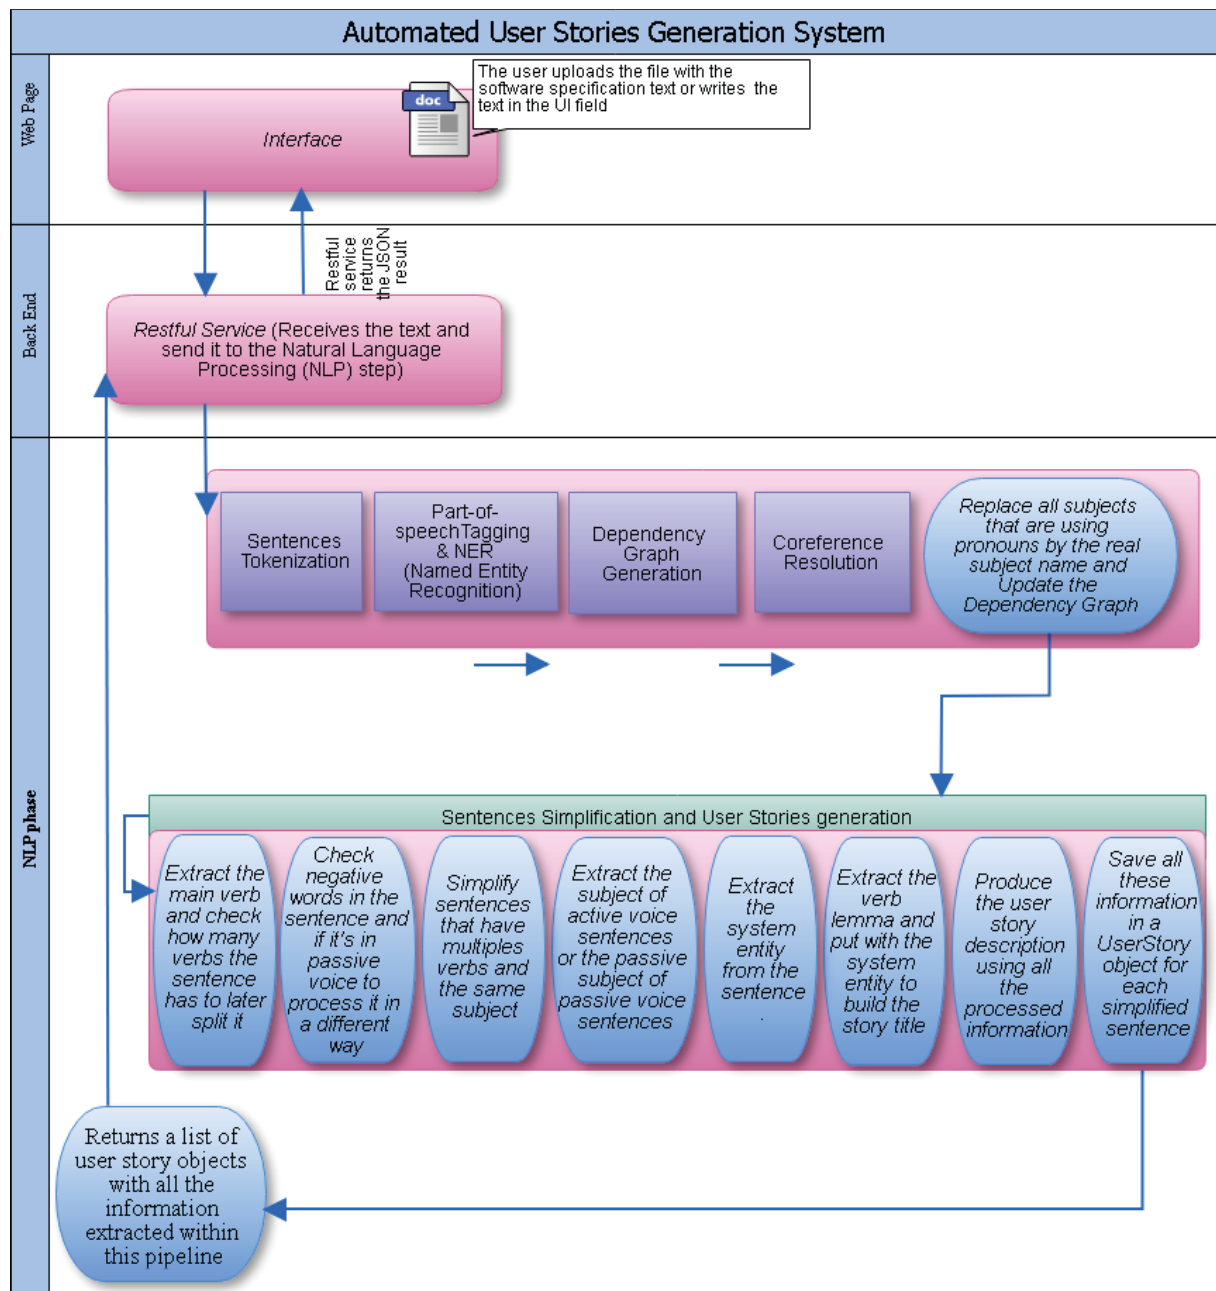 Automated User Stories Generation System
Web Page
The user uploads the file with the
software specification text or writes the
text in the UI field
doc
Interface
Back End
Restful
service
returns
the JSON
result
Restful Service (Receives the text and
send it to the Natural Language
Processing (NLP) step)
NLP phase
Sentences
Tokenization
Part-of-
speechTagging
& NER
(Named Entity
Recognition)
Dependency
Graph
Generation
Coreference
Resolution
Replace all subjects
that are using
pronouns by the real
subject name and
Update the
Dependency Graph
Sentences Simplification and User Stories generation
Extract the
main verb
and check
how many
verbs the
sentence
has to later
split it
Check
negative
words in the
sentence and
if it's in
passive
voice to
process it in
a different
way
Simplify
sentences
that have
multiples
verbs and
the same
subject
Extract the
subject of
active voice
sentences
or the passive
subject of
passive voice
sentences
Extract
the
system
entity
from the
sentence
.
Extract the
verb
lemma and
put with the
system
entity to
build the
story title
Produce
the user
story
description
using all
the
processed
information
Save all
these
information
in a
UserStory
object for
each
simplified
sentence
Returns a list of
user story objects
with all the
information
extracted within
this pipeline